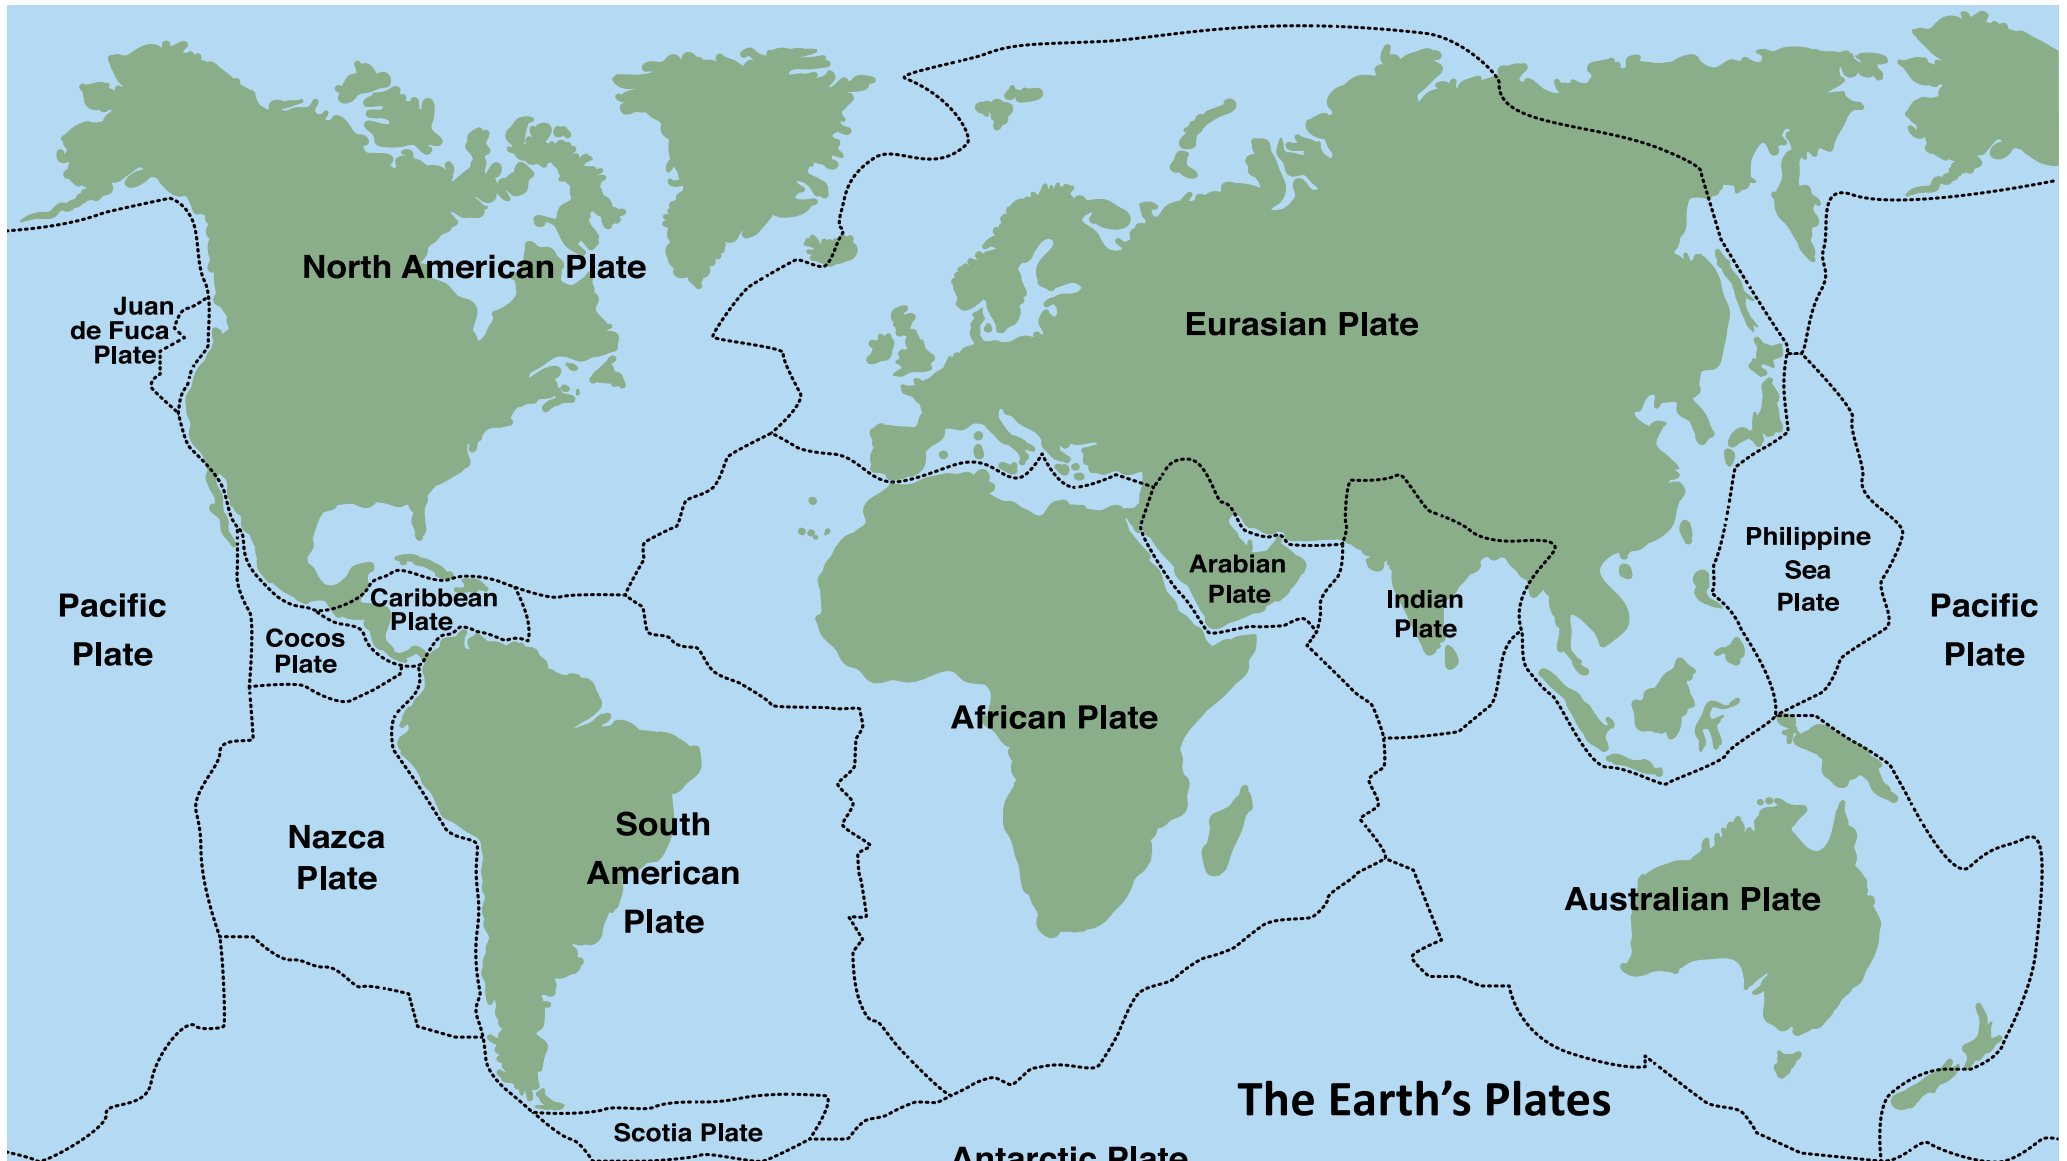 North American Plate
Juan
de Fuca
Plate
Eurasian Plate
Philippine
Sea
Plate
Arabian
Plate
Indian
Plate
Caribbean
Plate
Cocos
Plate
Pacific
Plate
Pacific
Plate
African Plate
Nazca
Plate
South
American
Plate
Australian Plate
The Earth’s Plates
Scotia Plate
Antarctic Plate